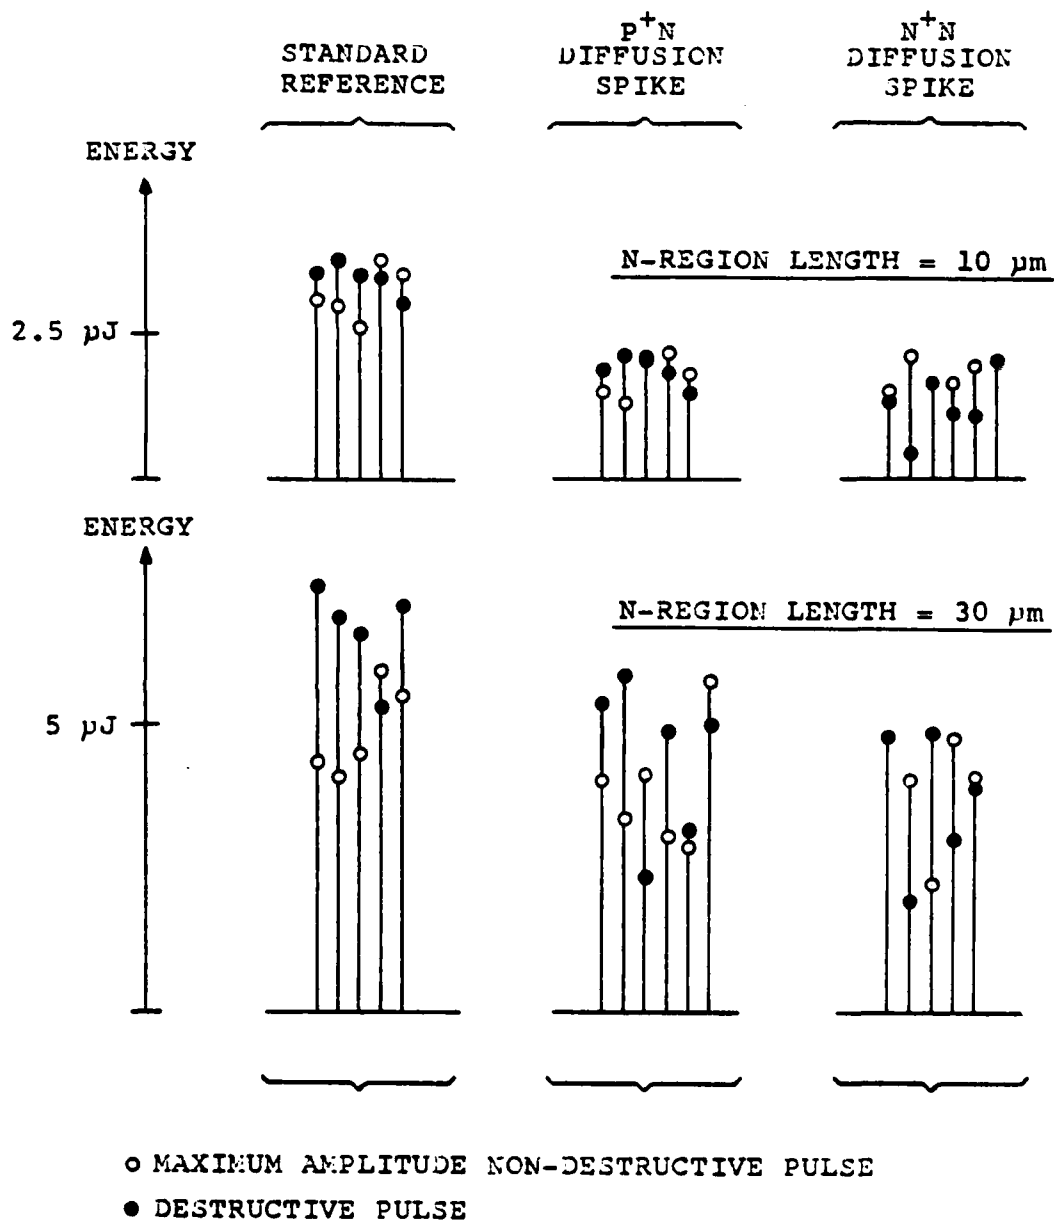 STANDARD
REFERENCE
P+N
DIFFUSION
SPIKE
N+N
DIFFUSION
SPIKE
ENERGY
N-REGION LENGTH = 10 µm
2.5 µJ
ENERGY
N-REGION LENGTH = 30 µm
5 µJ
MAXIMUM AMPLITUDE NON-DESTRUCTIVE PULSE
DESTRUCTIVE PULSE